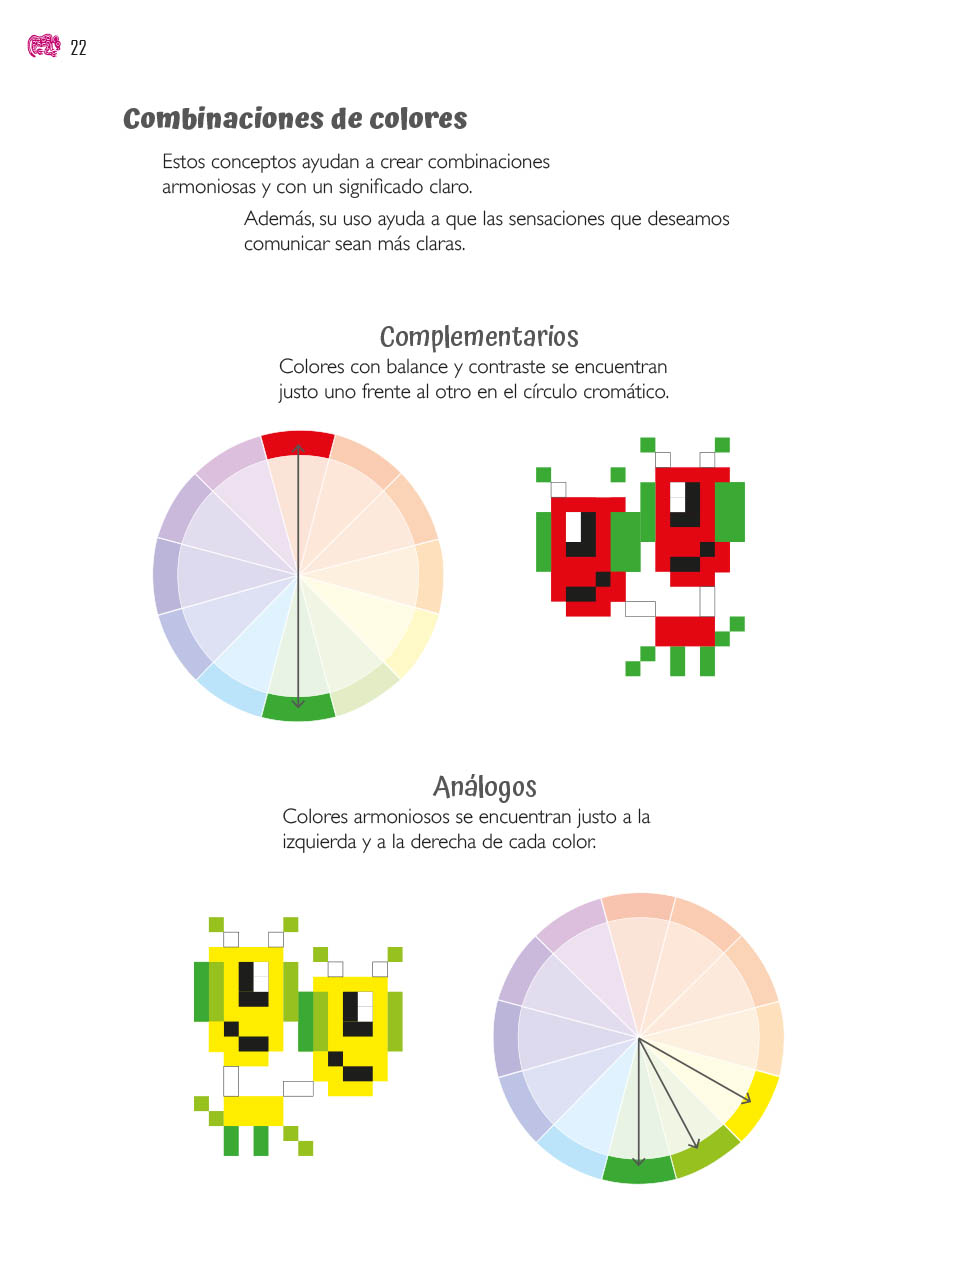 22
Combinaciones de colores
Estos conceptos ayudan a crear combinaciones
armoniosas y con un significado claro.
Además, su uso ayuda a que las sensaciones que deseamos
comunicar sean más claras.
Complementarios
Colores con balance y contraste se encuentran
justo uno frente al otro en el círculo cromático.
Análogos
Colores armoniosos se encuentran justo a la
izquierda y a la derecha de cada color.